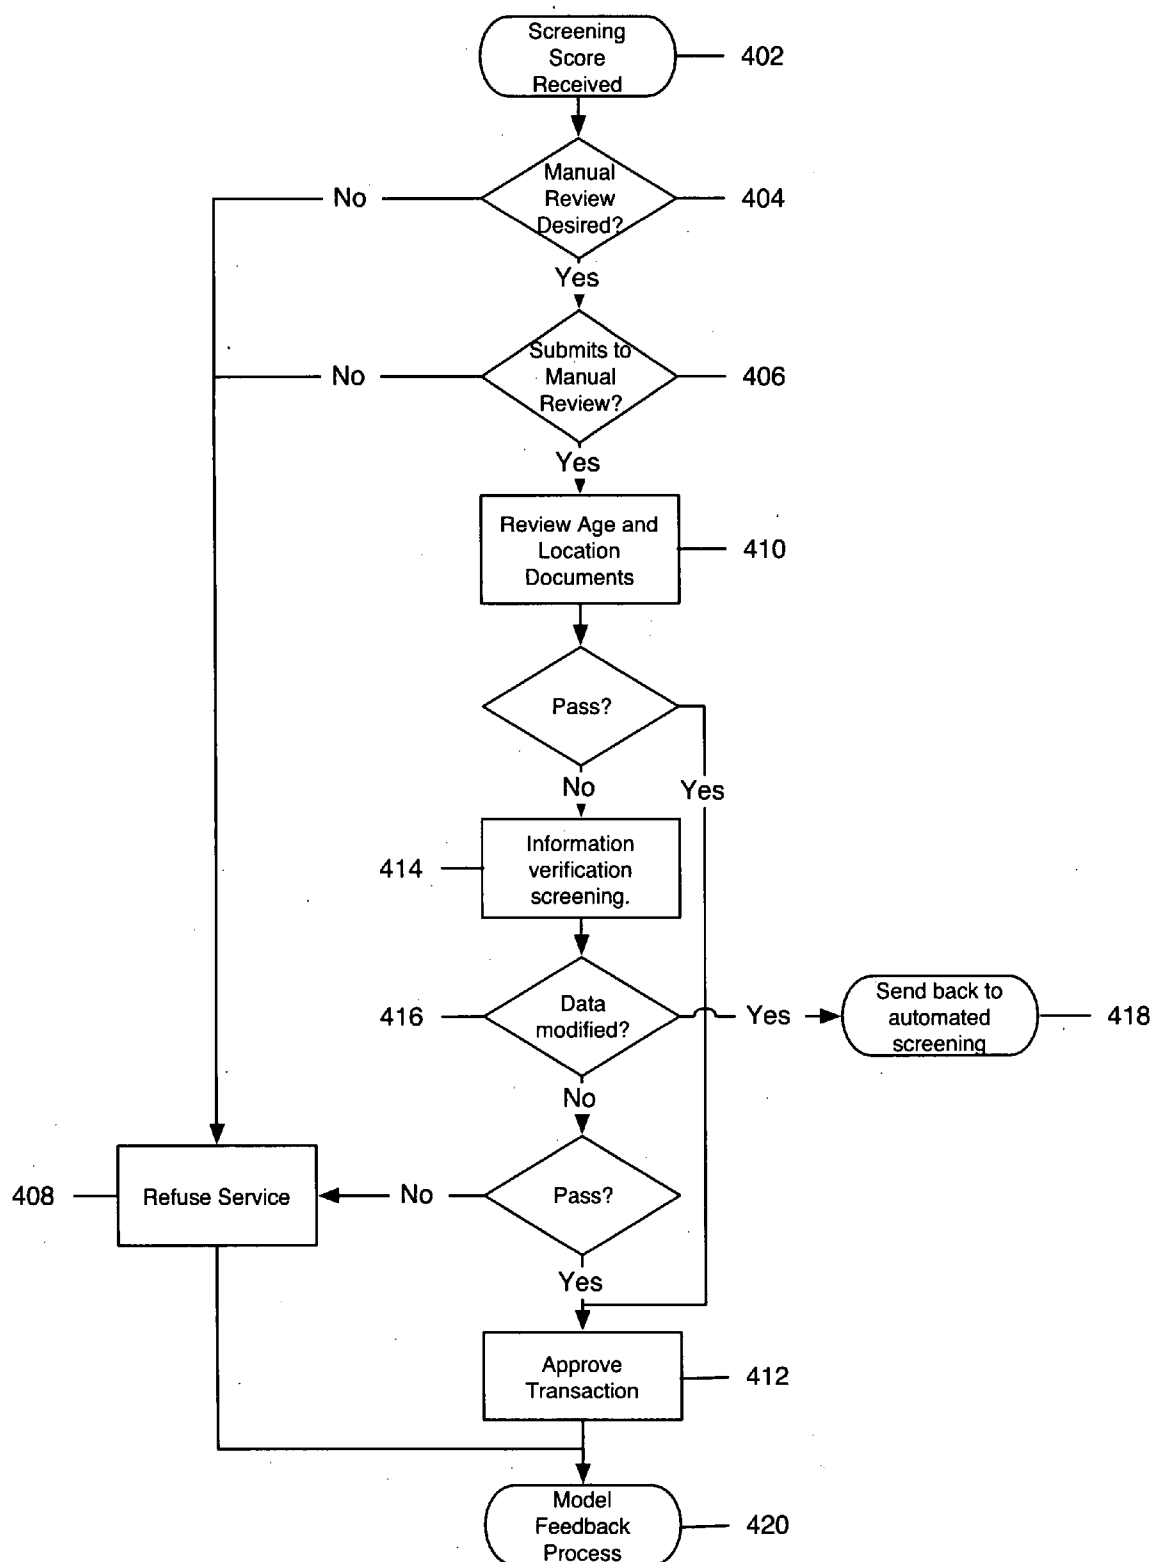 Screening
Score
Received
402
Manual
Review
Desired?
404
No
Yes
Submits to
Manual
Review?
406
No
Yes
Review Age and
Location
Documents
410
Pass?
No
Yes
Information
verification
screening.
414
Data
modified?
416
Yes
Send back to
automated
screening
418
No
Pass?
No
Refuse Service
408
Yes
Approve
Transaction
412
Model
Feedback
Process
420